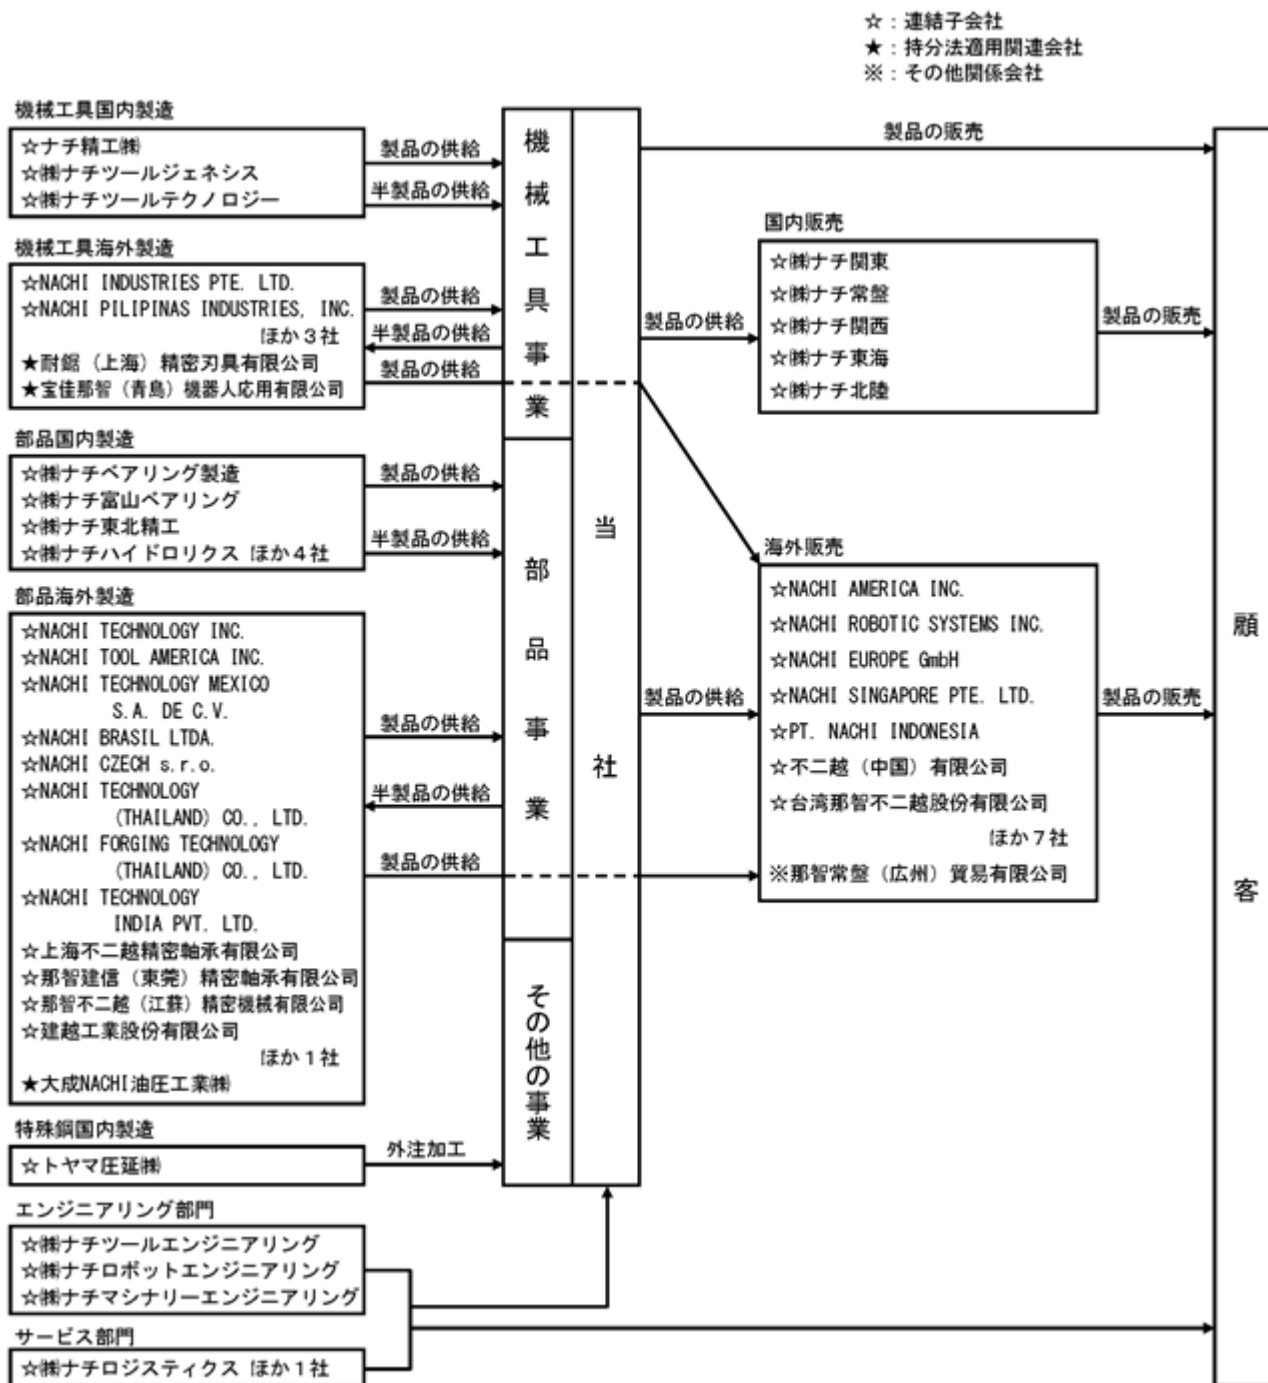 ☆：連結子会社
★：持分法適用関連会社
※：その他関係会社
機械工具国内製造
☆ナチ精工㈱
☆㈱ナチツールジェネシス
☆㈱ナチツールテクノロジー
製品の供給
半製品の供給
機械工具海外製造
☆NACHI INDUSTRIES PTE. LTD.
☆NACHI PILIPINAS INDUSTRIES, INC.
ほか３社
★耐鋸（上海）精密刃具有限公司
★宝佳那智（青島）機器人応用有限公司
製品の供給
半製品の供給
製品の供給
部品国内製造
☆㈱ナチベアリング製造
☆㈱ナチ富山ベアリング
☆㈱ナチ東北精工
☆㈱ナチハイドロリクス ほか４社
製品の供給
半製品の供給
部品海外製造
☆NACHI TECHNOLOGY INC.
☆NACHI TOOL AMERICA INC.
☆NACHI TECHNOLOGY MEXICO
S.A. DE C.V.
☆NACHI BRASIL LTDA.
☆NACHI CZECH s.r.o.
☆NACHI TECHNOLOGY
(THAILAND) CO., LTD.
☆NACHI FORGING TECHNOLOGY
(THAILAND) CO., LTD.
☆NACHI TECHNOLOGY
INDIA PVT. LTD.
☆上海不二越精密軸承有限公司
☆那智建信（東莞）精密軸承有限公司
☆那智不二越（江蘇）精密機械有限公司
☆建越工業股份有限公司
ほか１社
★大成NACHI油圧工業㈱
製品の供給
半製品の供給
製品の供給
特殊鋼国内製造
☆トヤマ圧延㈱
外注加工
エンジニアリング部門
☆㈱ナチツールエンジニアリング
☆㈱ナチロボットエンジニアリング
☆㈱ナチマシナリーエンジニアリング
サービス部門
☆㈱ナチロジスティクス ほか１社
機械工具事業
部品事業
その他の事業
当社
製品の販売
製品の供給
国内販売
☆㈱ナチ関東
☆㈱ナチ常盤
☆㈱ナチ関西
☆㈱ナチ東海
☆㈱ナチ北陸
製品の販売
製品の供給
海外販売
☆NACHI AMERICA INC.
☆NACHI ROBOTIC SYSTEMS INC.
☆NACHI EUROPE GmbH
☆NACHI SINGAPORE PTE. LTD.
☆PT. NACHI INDONESIA
☆不二越（中国）有限公司
☆台湾那智不二越股份有限公司
ほか７社
※那智常盤（広州）貿易有限公司
製品の販売
顧客